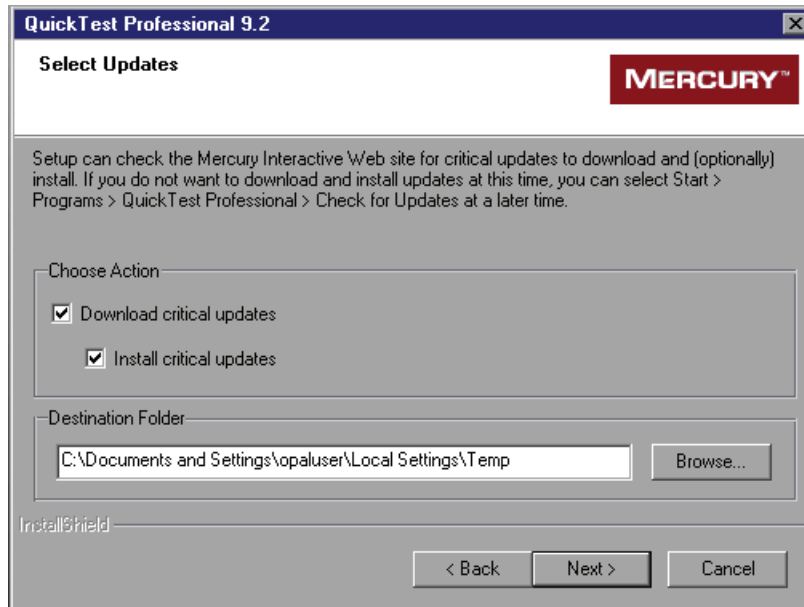 QuickTest Professional 9.2
Select Updates
MERCURY™
Setup can check the Mercury Interactive Web site for critical updates to download and (optionally)
install. If you do not want to download and install updates at this time, you can select Start >
Programs > QuickTest Professional > Check for Updates at a later time.
Choose Action
Download critical updates
Install critical updates
Destination Folder
C:\Documents and Settings\opaluser\Local Settings\Temp
Browse...
InstallShield
< Back
Next >
Cancel